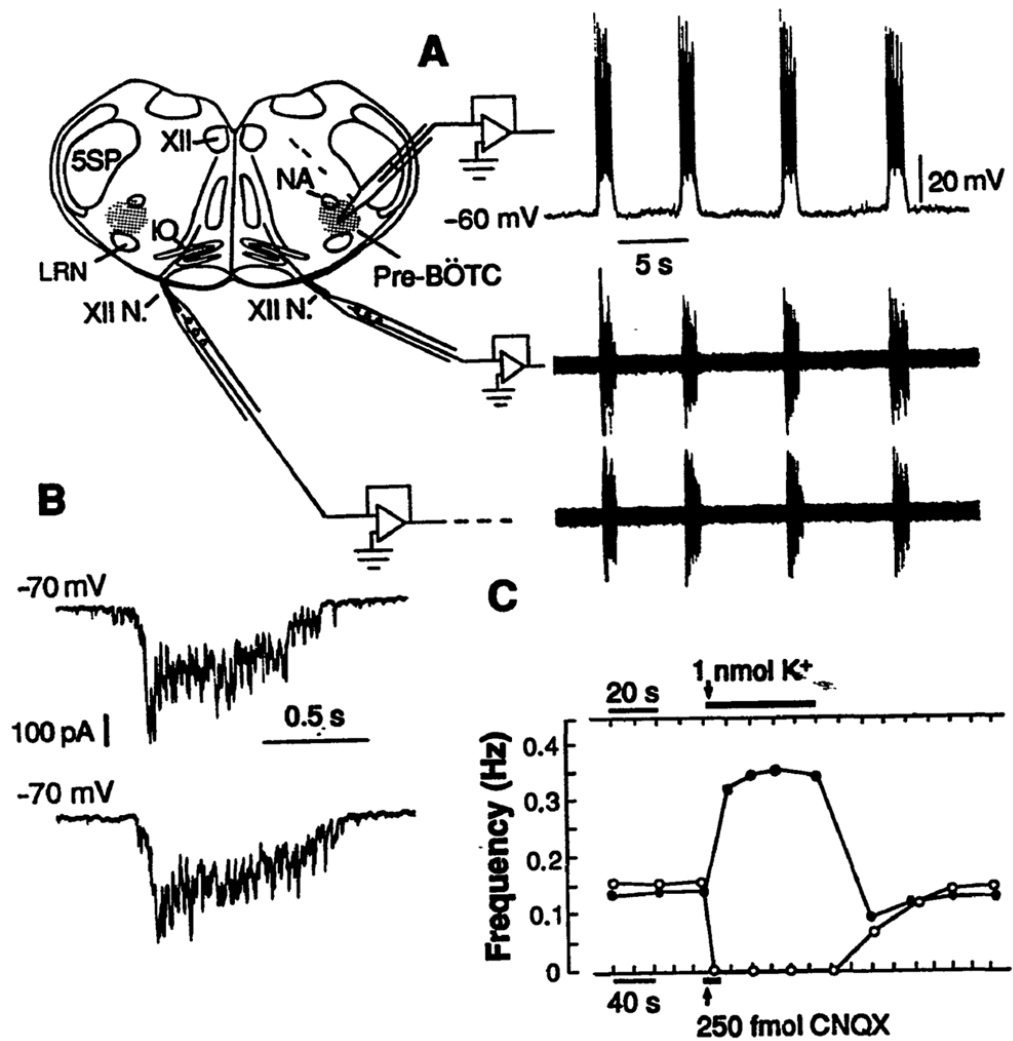 A
XII
5SP
NA
IO
LRN
Pre-BÖTC
XII N.
XII N.
-60 mV
20 mV
5 s
B
-70 mV
100 pA
0.5 s
-70 mV
C
1 nmol K+
20 s
Frequency (Hz)
0.4
0.3
0.2
0.1
0
40 s
250 fmol CNQX